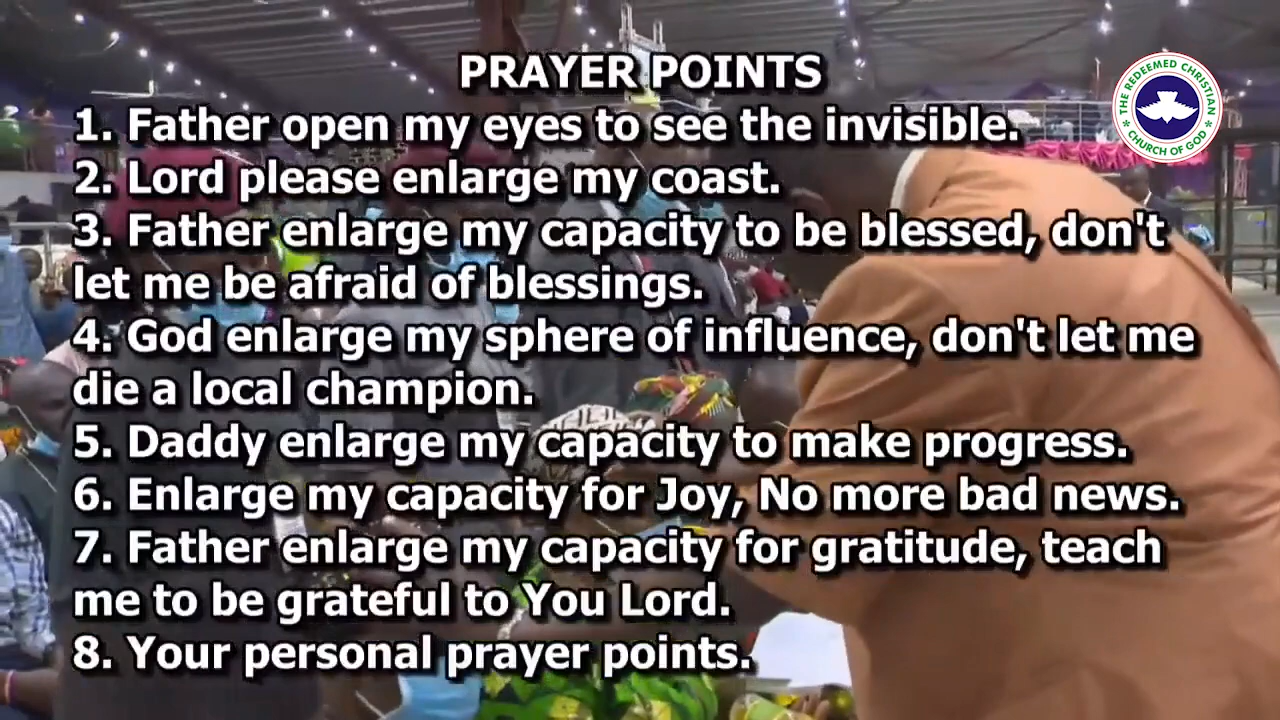 PRAYER POINTS
1. Father open my eyes to see the invisible.
2. Lord please enlarge my coast.
3. Father enlarge my capacity to be blessed, don't
let me be afraid of blessings.
4. God enlarge my sphere of influence, don't let me
die a local champion.
5. Daddy enlarge my capacity to make progress.
6. Enlarge my capacity for Joy, No more bad news.
7. Father enlarge my capacity for gratitude, teach
me to be grateful to You Lord.
8. Your personal prayer points.
THE REDEEMED CHRISTIAN
CHURCH OF GOD